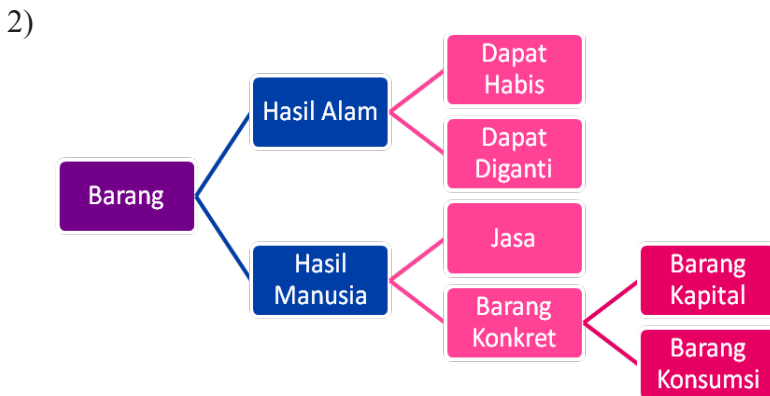 2)
Barang
Hasil Alam
Dapat
Habis
Dapat
Diganti
Hasil
Manusia
Jasa
Barang
Konkret
Barang
Kapital
Barang
Konsumsi